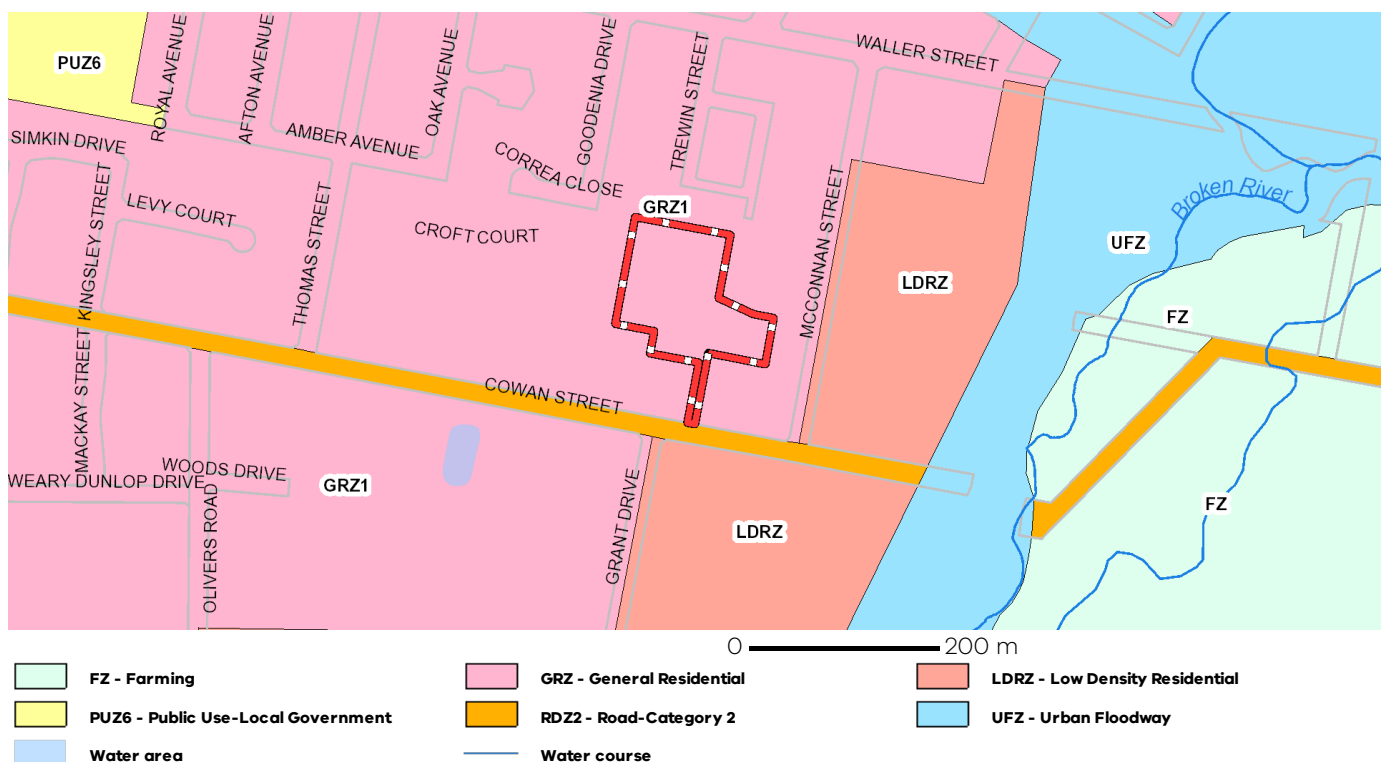 PUZ6
ROYAL AVENUE
AFTON AVENUE
OAK AVENUE
GOODENIA DRIVE
TREWIN STREET
WALLER STREET
SIMKIN DRIVE
AMBER AVENUE
CORREA CLOSE
LEVY COURT
KINGSLEY STREET
THOMAS STREET
CROFT COURT
GRZ1
MCCONNAN STREET
Broken River
UFZ
LDRZ
FZ
MACKAY STREET
COWAN STREET
WOODS DRIVE
WEARY DUNLOP DRIVE
GRZ1
OLIVERS ROAD
GRANT DRIVE
LDRZ
FZ
0 200 m
FZ - Farming
GRZ - General Residential
LDRZ - Low Density Residential
PUZ6 - Public Use-Local Government
RDZ2 - Road-Category 2
UFZ - Urban Floodway
Water area
Water course